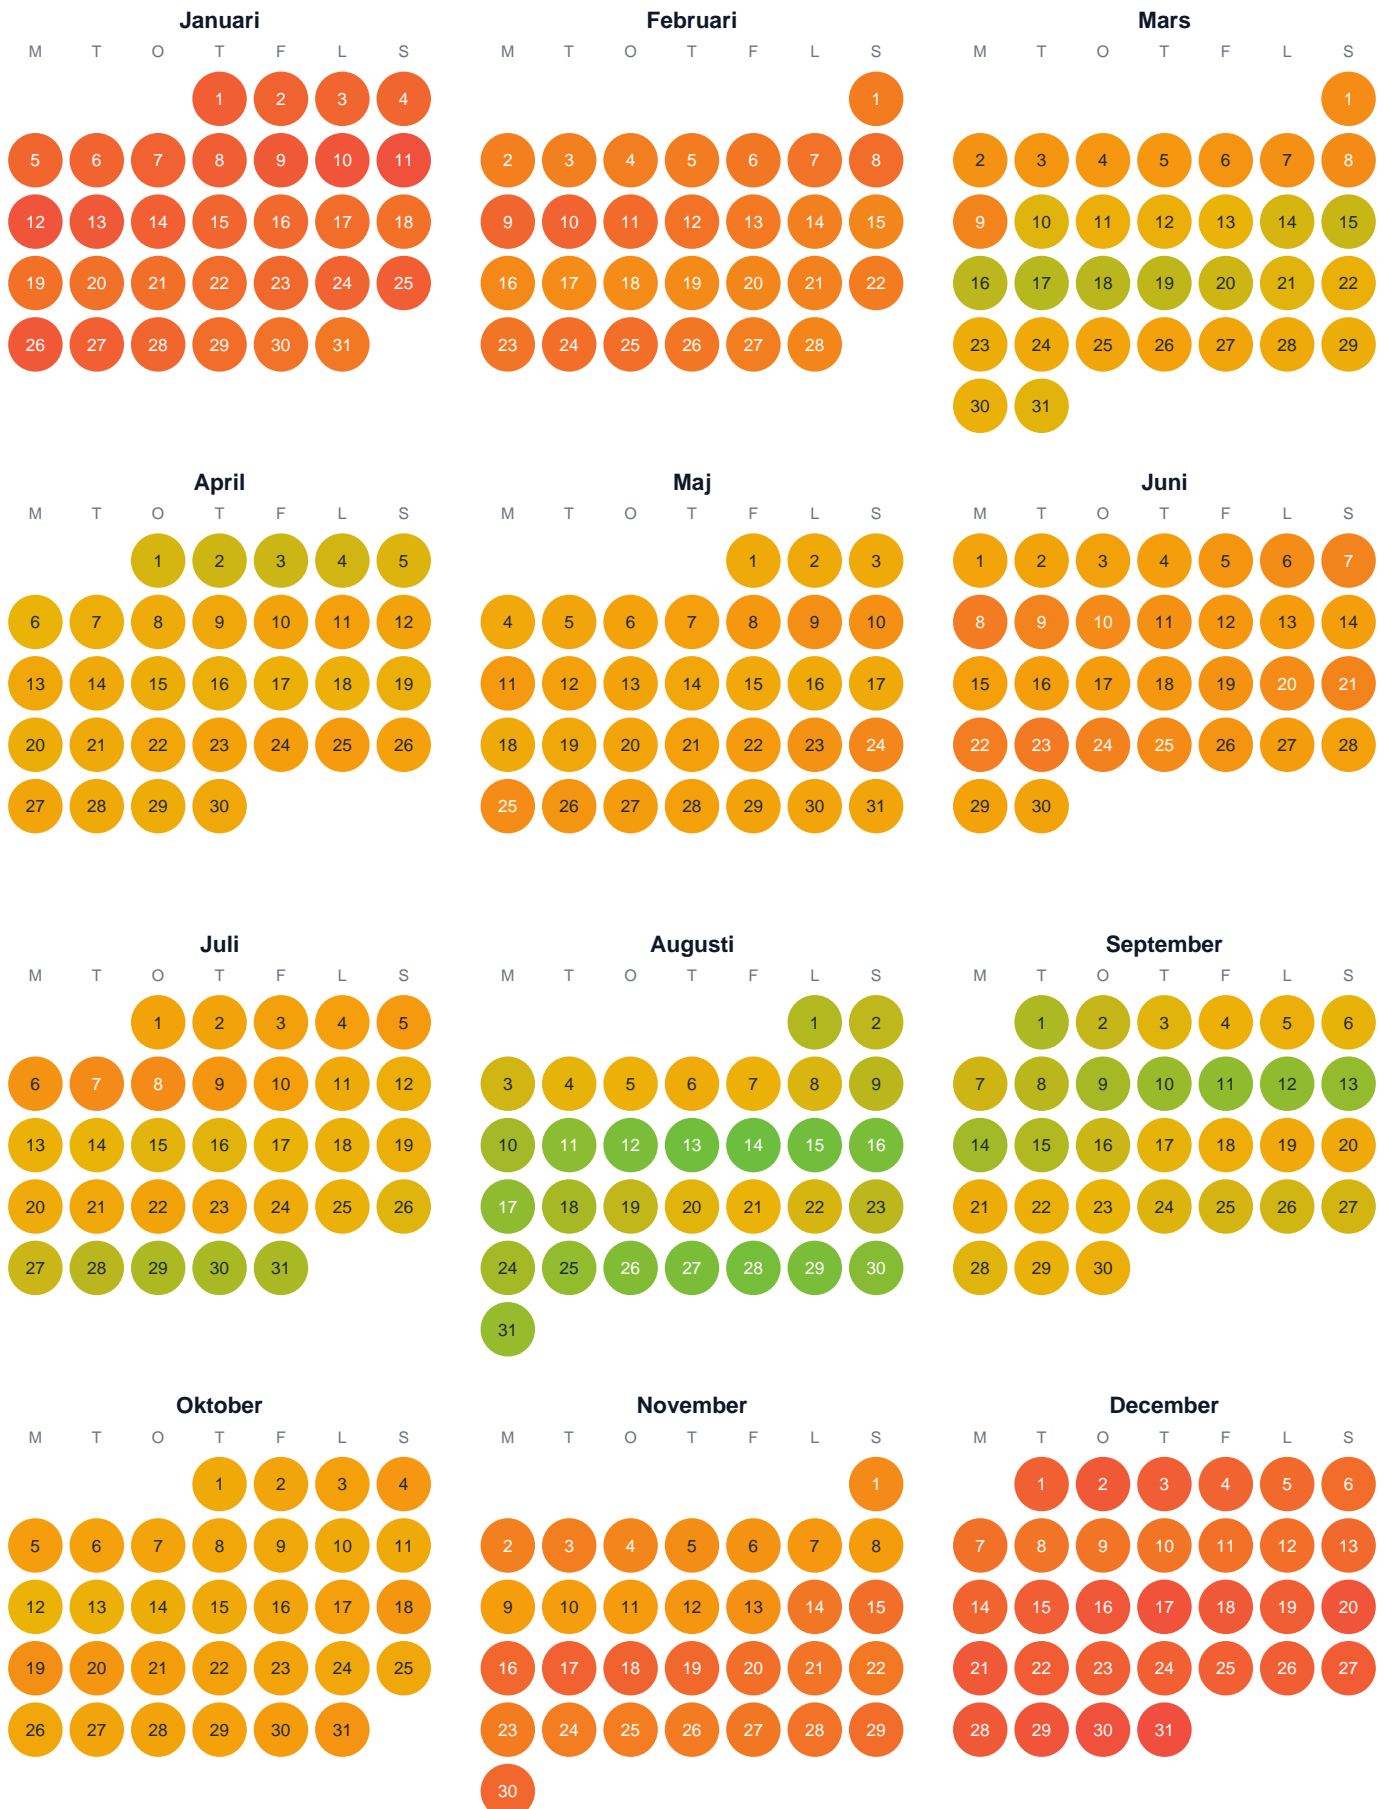 Januari
M T O T F L S
1 2 3 4
5 6 7 8 9 10 11
12 13 14 15 16 17 18
19 20 21 22 23 24 25
26 27 28 29 30 31
Februari
M T O T F L S
1
2 3 4 5 6 7 8
9 10 11 12 13 14 15
16 17 18 19 20 21 22
23 24 25 26 27 28
Mars
M T O T F L S
1
2 3 4 5 6 7 8
9 10 11 12 13 14 15
16 17 18 19 20 21 22
23 24 25 26 27 28 29
30 31
April
M T O T F L S
1 2 3 4 5
6 7 8 9 10 11 12
13 14 15 16 17 18 19
20 21 22 23 24 25 26
27 28 29 30
Maj
M T O T F L S
1 2 3
4 5 6 7 8 9 10
11 12 13 14 15 16 17
18 19 20 21 22 23 24
25 26 27 28 29 30 31
Juni
M T O T F L S
1 2 3 4 5 6 7
8 9 10 11 12 13 14
15 16 17 18 19 20 21
22 23 24 25 26 27 28
29 30
Juli
M T O T F L S
1 2 3 4 5
6 7 8 9 10 11 12
13 14 15 16 17 18 19
20 21 22 23 24 25 26
27 28 29 30 31
Augusti
M T O T F L S
1 2
3 4 5 6 7 8 9
10 11 12 13 14 15 16
17 18 19 20 21 22 23
24 25 26 27 28 29 30
31
September
M T O T F L S
1 2 3 4 5 6
7 8 9 10 11 12 13
14 15 16 17 18 19 20
21 22 23 24 25 26 27
28 29 30
Oktober
M T O T F L S
1 2 3 4
5 6 7 8 9 10 11
12 13 14 15 16 17 18
19 20 21 22 23 24 25
26 27 28 29 30 31
November
M T O T F L S
1
2 3 4 5 6 7 8
9 10 11 12 13 14 15
16 17 18 19 20 21 22
23 24 25 26 27 28 29
30
December
M T O T F L S
1 2 3 4 5 6
7 8 9 10 11 12 13
14 15 16 17 18 19 20
21 22 23 24 25 26 27
28 29 30 31